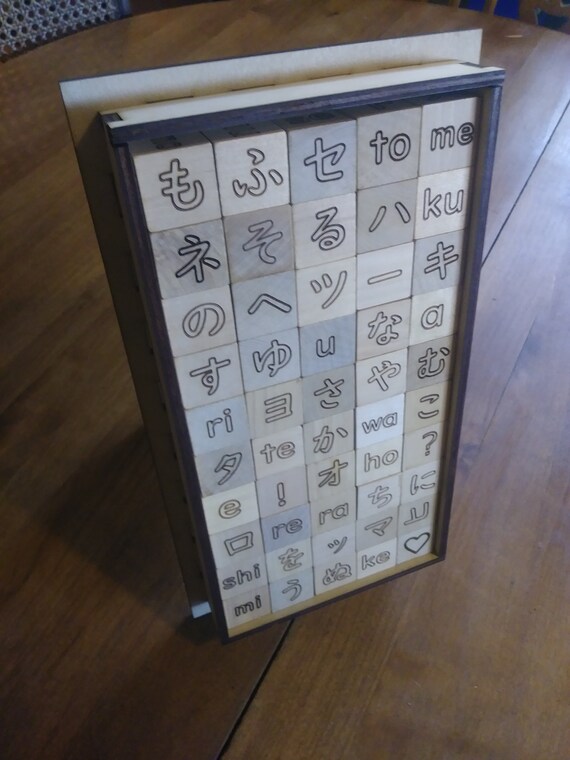 も ふ セ to me
ネ そ る ハ ku
の へ ツ ー キ
す ゆ u な a
ri ヨ さ や む
タ te か wa こ
e ! オ ho ?
ロ re ra ち に
shi を ッ マ
mi う ぬ ke ♡